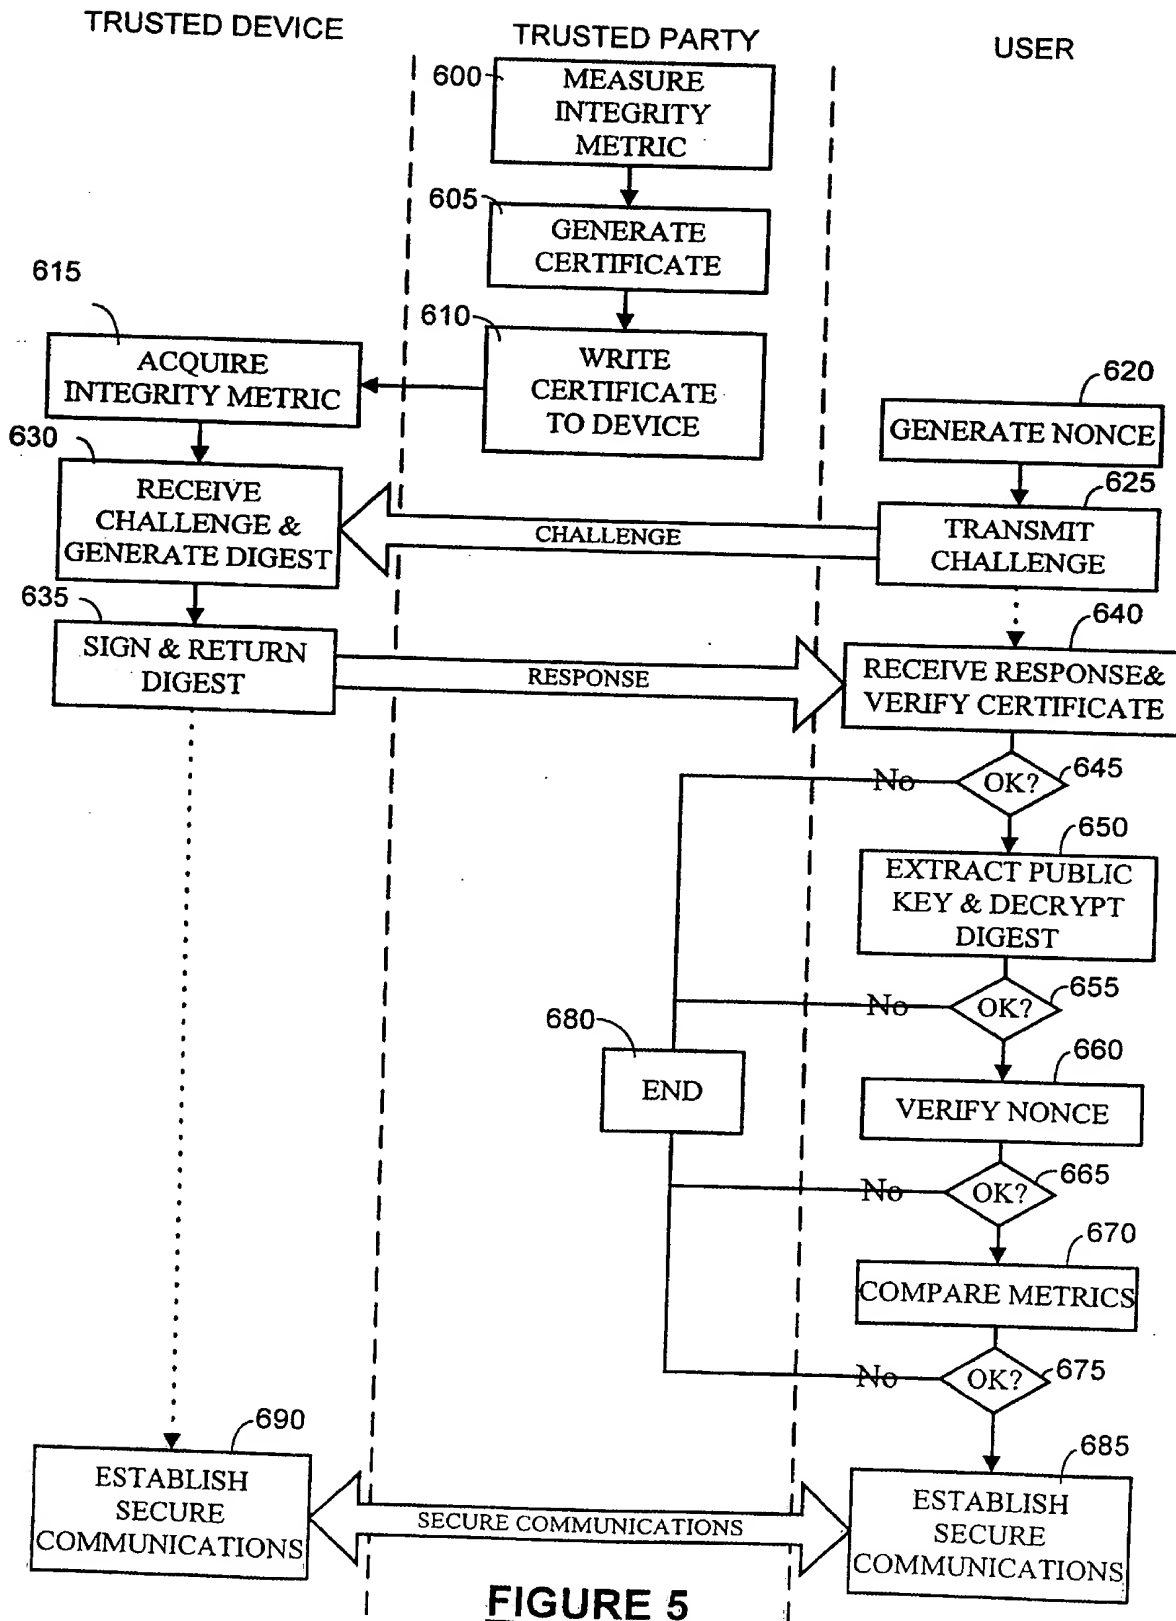 TRUSTED DEVICE
TRUSTED PARTY
USER
600
MEASURE
INTEGRITY
METRIC
605
GENERATE
CERTIFICATE
615
610
ACQUIRE
INTEGRITY METRIC
WRITE
CERTIFICATE
TO DEVICE
620
GENERATE NONCE
630
RECEIVE
CHALLENGE &
GENERATE DIGEST
CHALLENGE
625
TRANSMIT
CHALLENGE
635
SIGN & RETURN
DIGEST
RESPONSE
640
RECEIVE RESPONSE&
VERIFY CERTIFICATE
No
OK?
645
650
EXTRACT PUBLIC
KEY & DECRYPT
DIGEST
No
OK?
655
680
END
660
VERIFY NONCE
No
OK?
665
670
COMPARE METRICS
No
OK?
675
690
ESTABLISH
SECURE
COMMUNICATIONS
SECURE COMMUNICATIONS
685
ESTABLISH
SECURE
COMMUNICATIONS
FIGURE 5